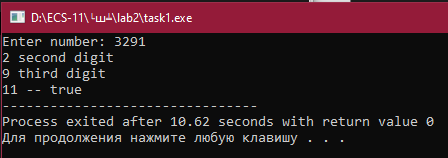 D:\ECS-11\└ш╧\lab2\task1.exe
Enter number: 3291
2 second digit
9 third digit
11 -- true
--------------------------------
Process exited after 10.62 seconds with return value 0
Для продолжения нажмите любую клавишу . . .